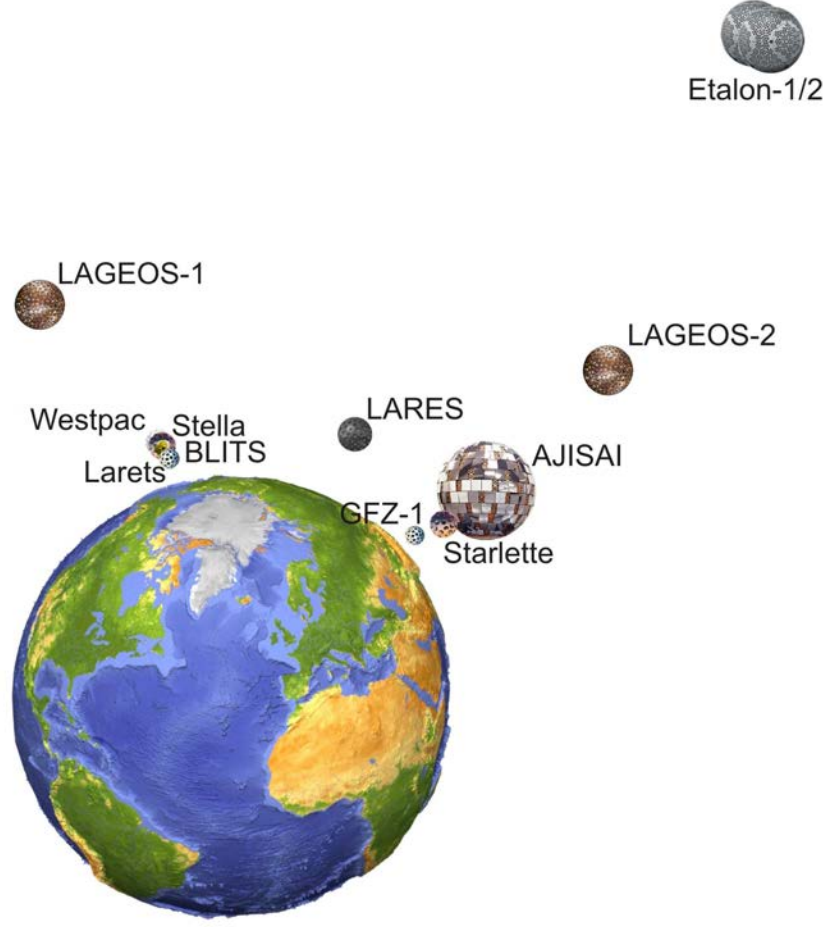 Etalon-1/2
LAGEOS-1
LAGEOS-2
LARES
Westpac
Stella
BLITS
Larets
AJISAI
GFZ-1
Starlette